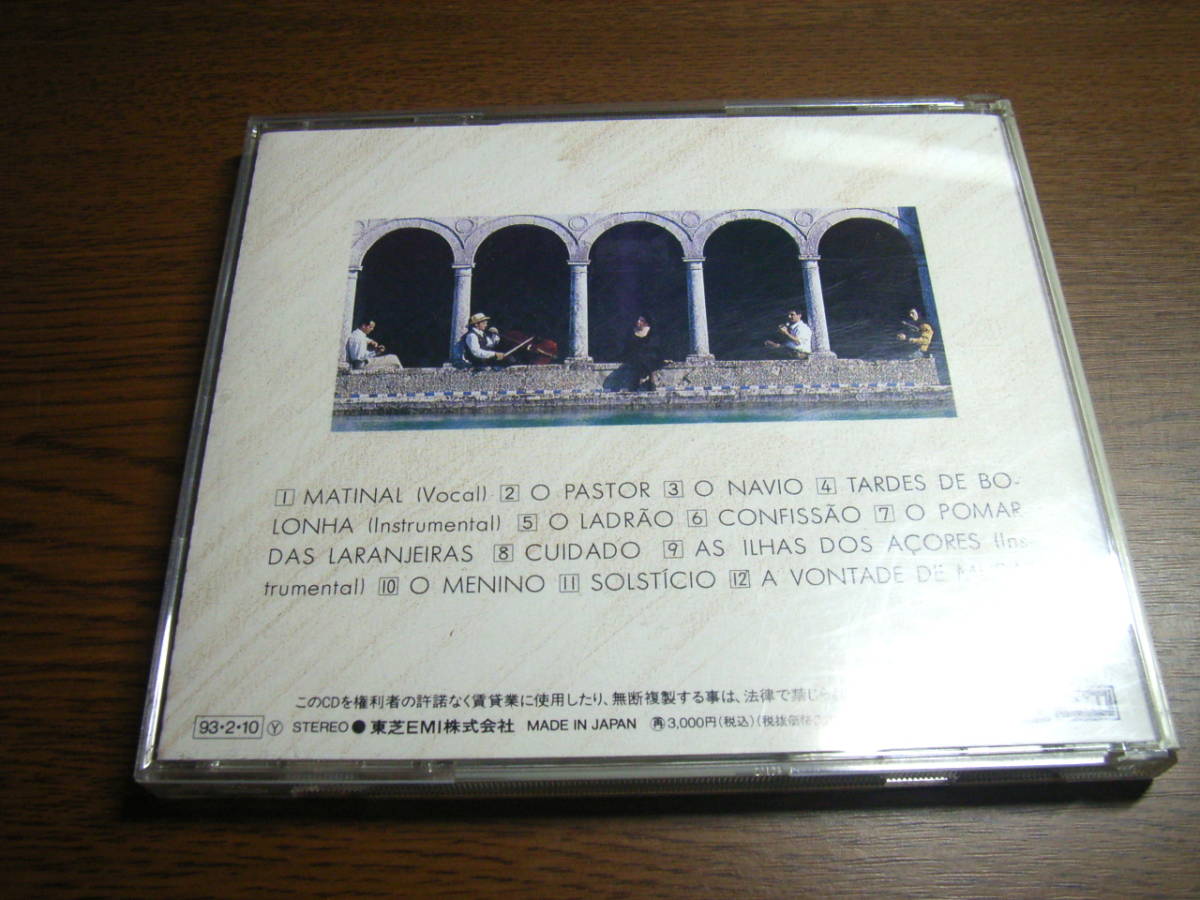 1 MATINAL (Vocal) 2 O PASTOR 3 O NAVIO 4 TARDES DE BO-
LONHA (Instrumental) 5 O LADRÃO 6 CONFISSÃO 7 O POMAR
DAS LARANJEIRAS 8 CUIDADO 9 AS ILHAS DOS AÇORES (Ins-
trumental) 10 O MENINO 11 SOLSTÍCIO 12 A VONTADE DE
このCDを権利者の許諾なく賃貸業に使用したり、無断複製する事は、法律で禁じら
93・2・10 Y STEREO ● 東芝EMI株式会社 MADE IN JAPAN 再 3,000円(税込)(税抜価格